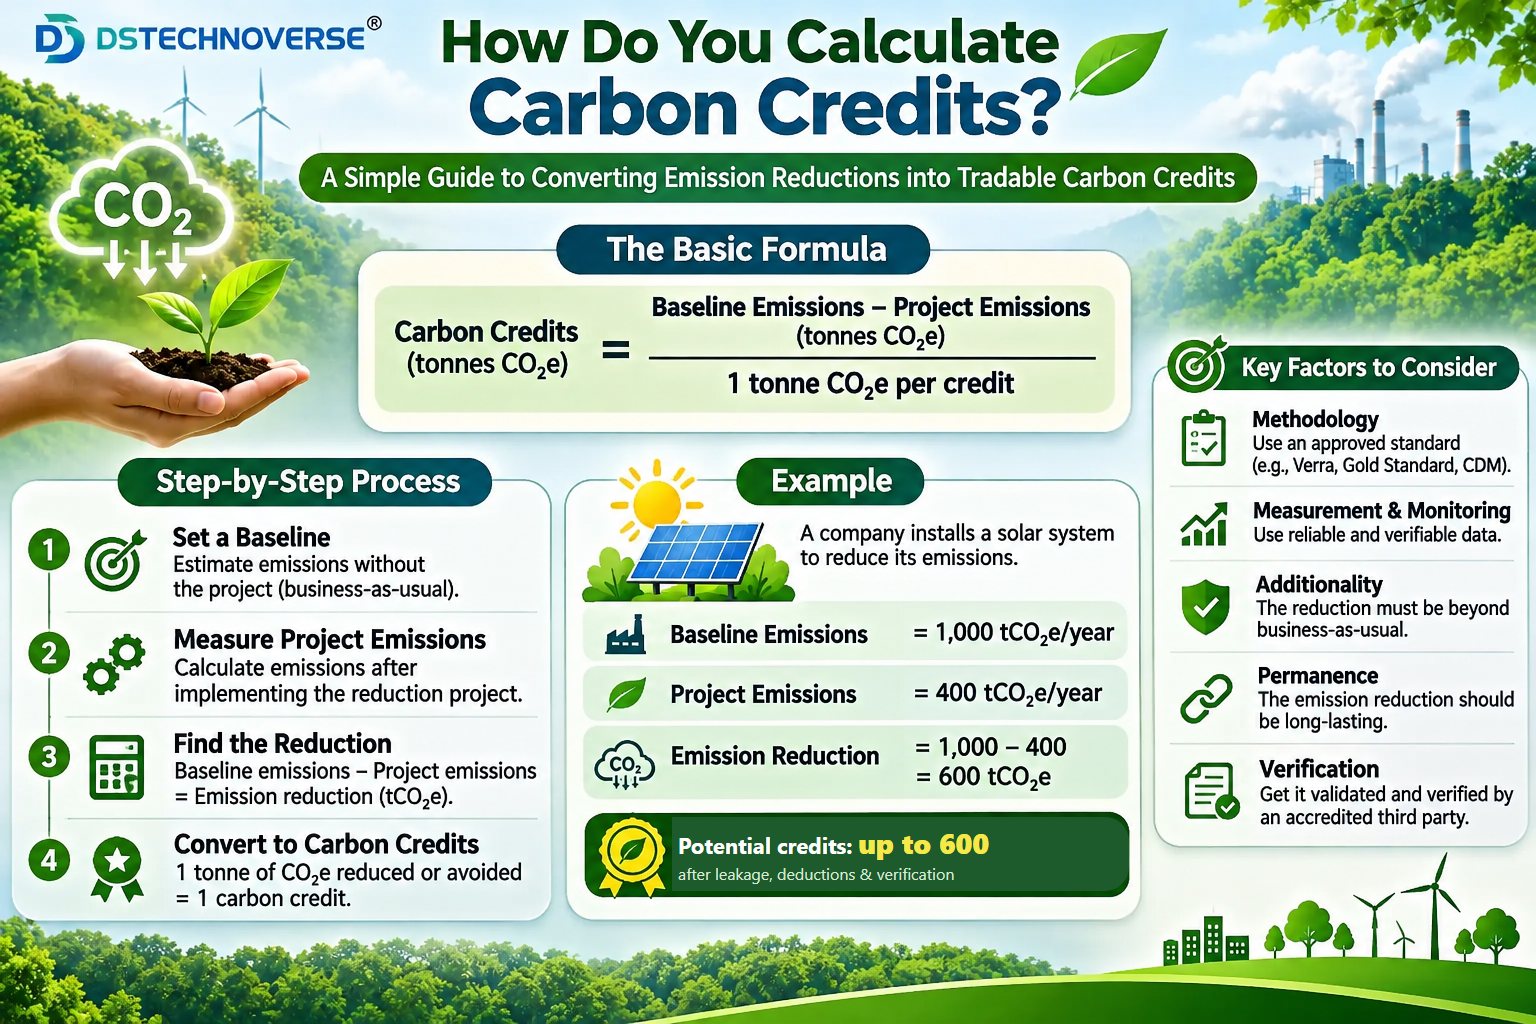 DSTECHNOVERSE®
How Do You Calculate
Carbon Credits?
A Simple Guide to Converting Emission Reductions into Tradable Carbon Credits
CO₂
The Basic Formula
Carbon Credits
(tonnes CO₂e)
=
Baseline Emissions – Project Emissions
(tonnes CO₂e)
1 tonne CO₂e per credit
Step-by-Step Process
1
Set a Baseline
Estimate emissions without
the project (business-as-usual).
2
Measure Project Emissions
Calculate emissions after
implementing the reduction project.
3
Find the Reduction
Baseline emissions – Project emissions
= Emission reduction (tCO₂e).
4
Convert to Carbon Credits
1 tonne of CO₂e reduced or avoided
= 1 carbon credit.
Example
A company installs a solar system
to reduce its emissions.
Baseline Emissions = 1,000 tCO₂e/year
Project Emissions = 400 tCO₂e/year
CO₂
Emission Reduction = 1,000 – 400
= 600 tCO₂e
Potential credits: up to 600
after leakage, deductions & verification
Key Factors to Consider
Methodology
Use an approved standard
(e.g., Verra, Gold Standard, CDM).
Measurement & Monitoring
Use reliable and verifiable data.
Additionality
The reduction must be beyond
business-as-usual.
Permanence
The emission reduction should
be long-lasting.
Verification
Get it validated and verified by
an accredited third party.